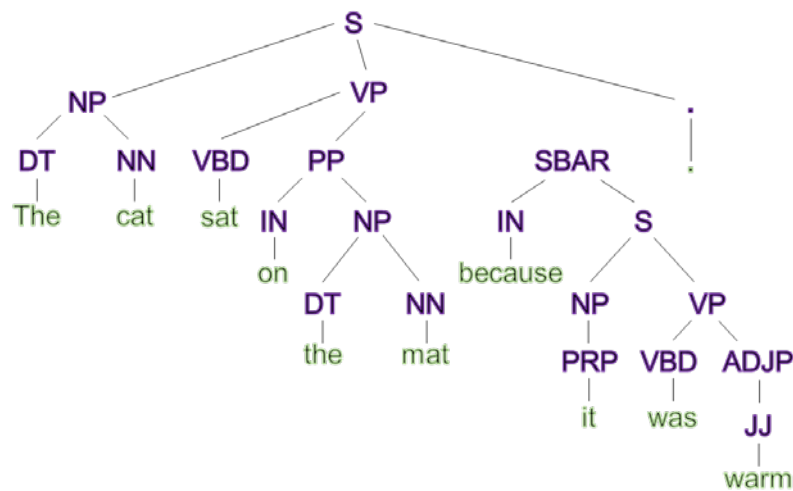 S
NP VP .
DT NN VBD PP SBAR .
The cat sat IN NP IN S
on because
DT NN NP VP
the mat PRP VBD ADJP
it was JJ
warm